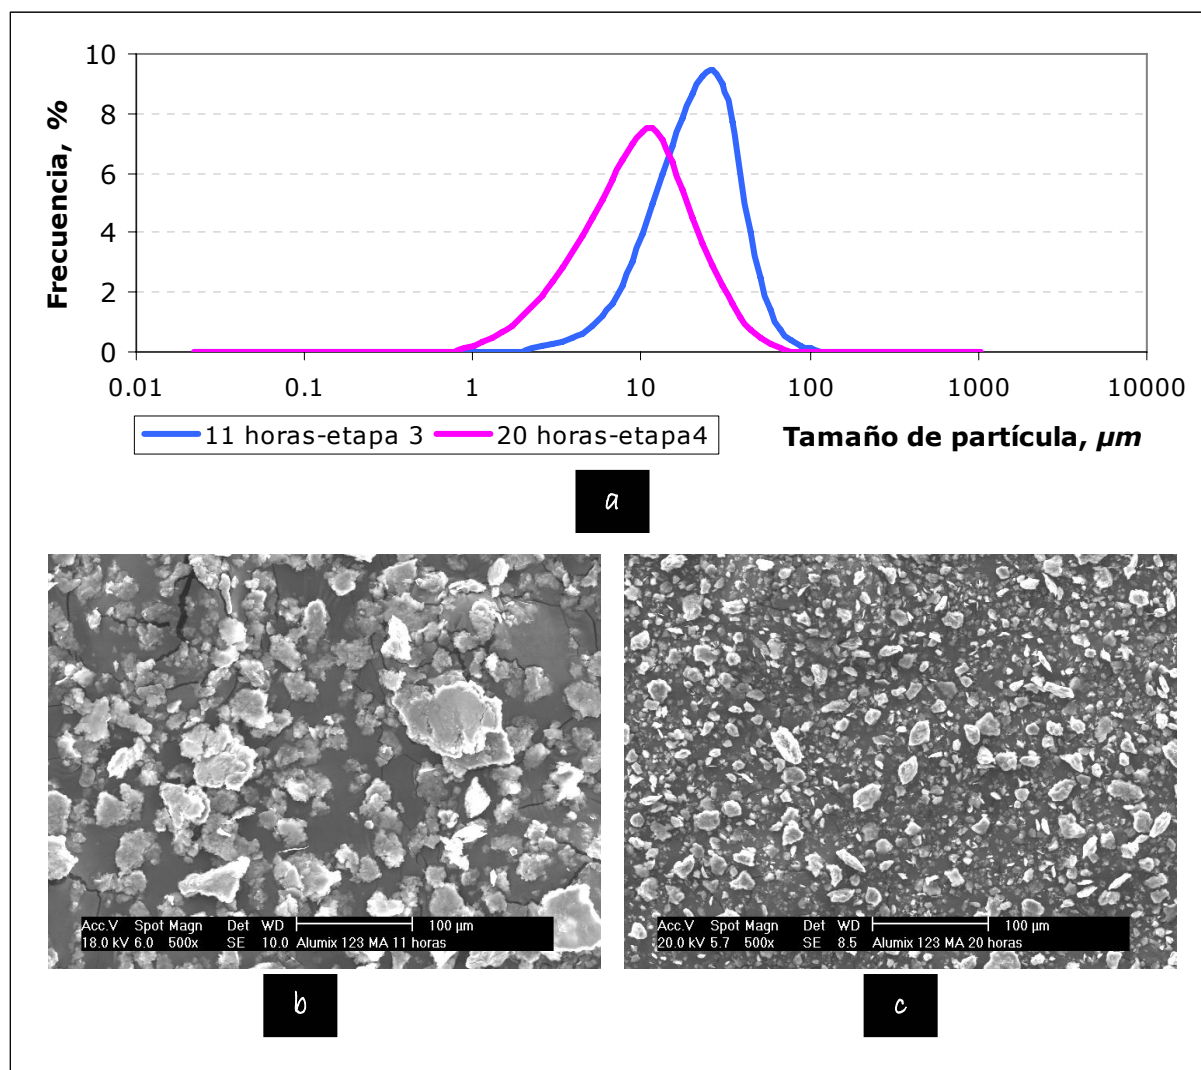 10
8
6
4
2
0
Frecuencia, %
0.01 0.1 1 10 100 1000 10000
11 horas-etapa 3 20 horas-etapa4
Tamaño de partícula, µm
a
Acc.V Spot Magn Det WD 100 µm
18.0 kV 6.0 500x SE 10.0 Alumix 123 MA 11 horas
Acc.V Spot Magn Det WD 100 µm
20.0 kV 5.7 500x SE 8.5 Alumix 123 MA 20 horas
b
c